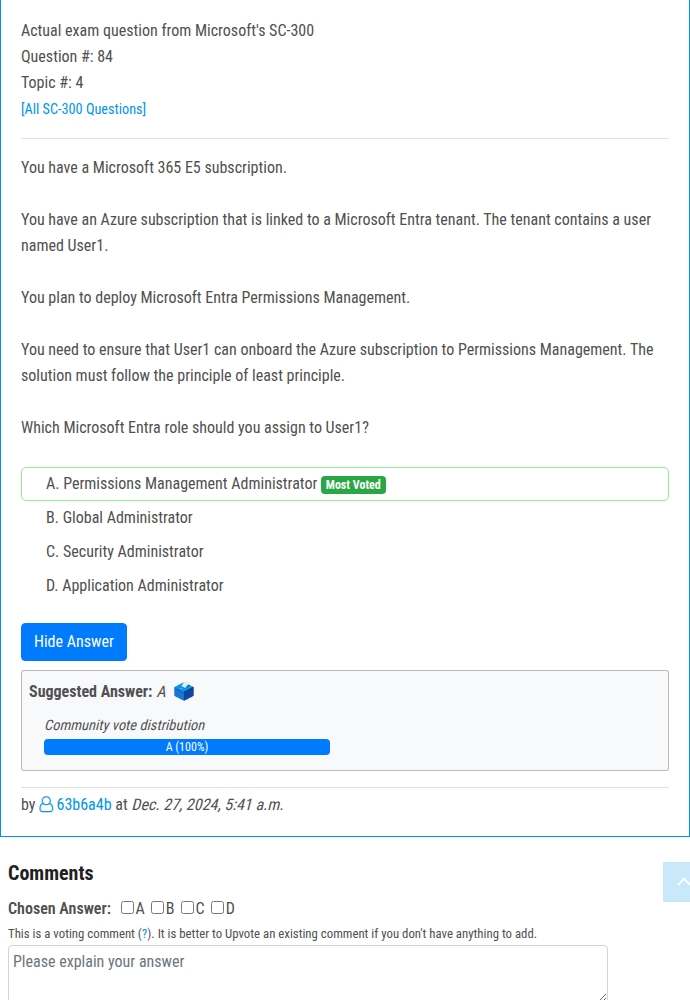 Actual exam question from Microsoft's SC-300
Question #: 84
Topic #: 4
[All SC-300 Questions]
You have a Microsoft 365 E5 subscription.
You have an Azure subscription that is linked to a Microsoft Entra tenant. The tenant contains a user
named User1.
You plan to deploy Microsoft Entra Permissions Management.
You need to ensure that User1 can onboard the Azure subscription to Permissions Management. The
solution must follow the principle of least principle.
Which Microsoft Entra role should you assign to User1?
A. Permissions Management Administrator Most Voted
B. Global Administrator
C. Security Administrator
D. Application Administrator
Hide Answer
Suggested Answer: A
Community vote distribution
A (100%)
by 63b6a4b at Dec. 27, 2024, 5:41 a.m.
Comments
Chosen Answer: A B C D
This is a voting comment (?). It is better to Upvote an existing comment if you don't have anything to add.
Please explain your answer